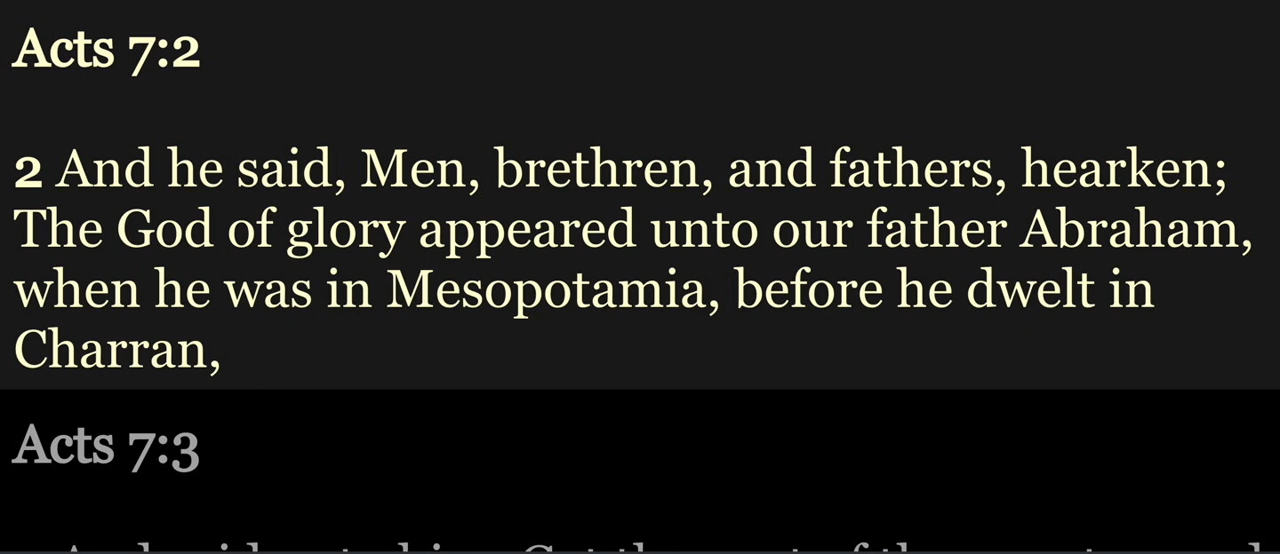 Acts 7:2
2 And he said, Men, brethren, and fathers, hearken;
The God of glory appeared unto our father Abraham,
when he was in Mesopotamia, before he dwelt in
Charran,
Acts 7:3